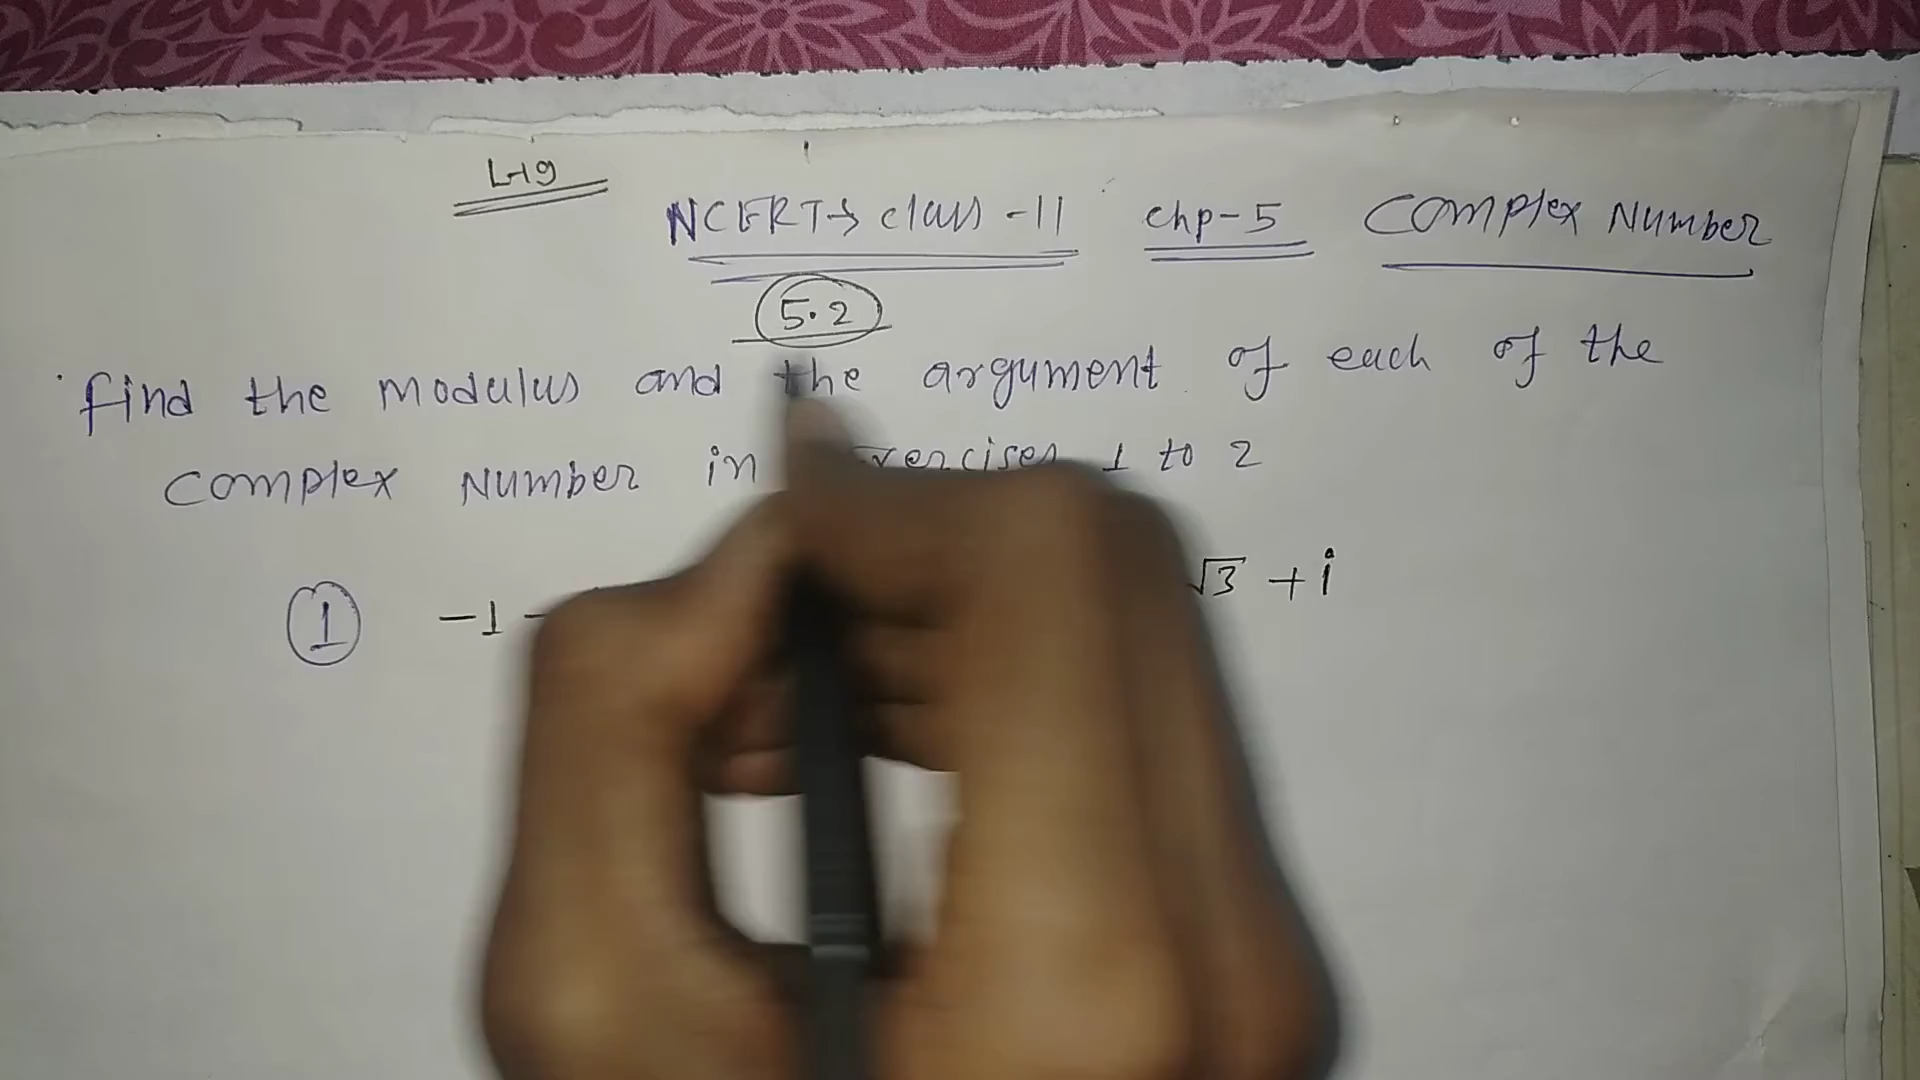 L-19
NCERT → class -11 chp-5 Complex Number
5.2
find the modulus and the argument of each of the
complex Number in exercises 1 to 2
1 -1 - √3 + i